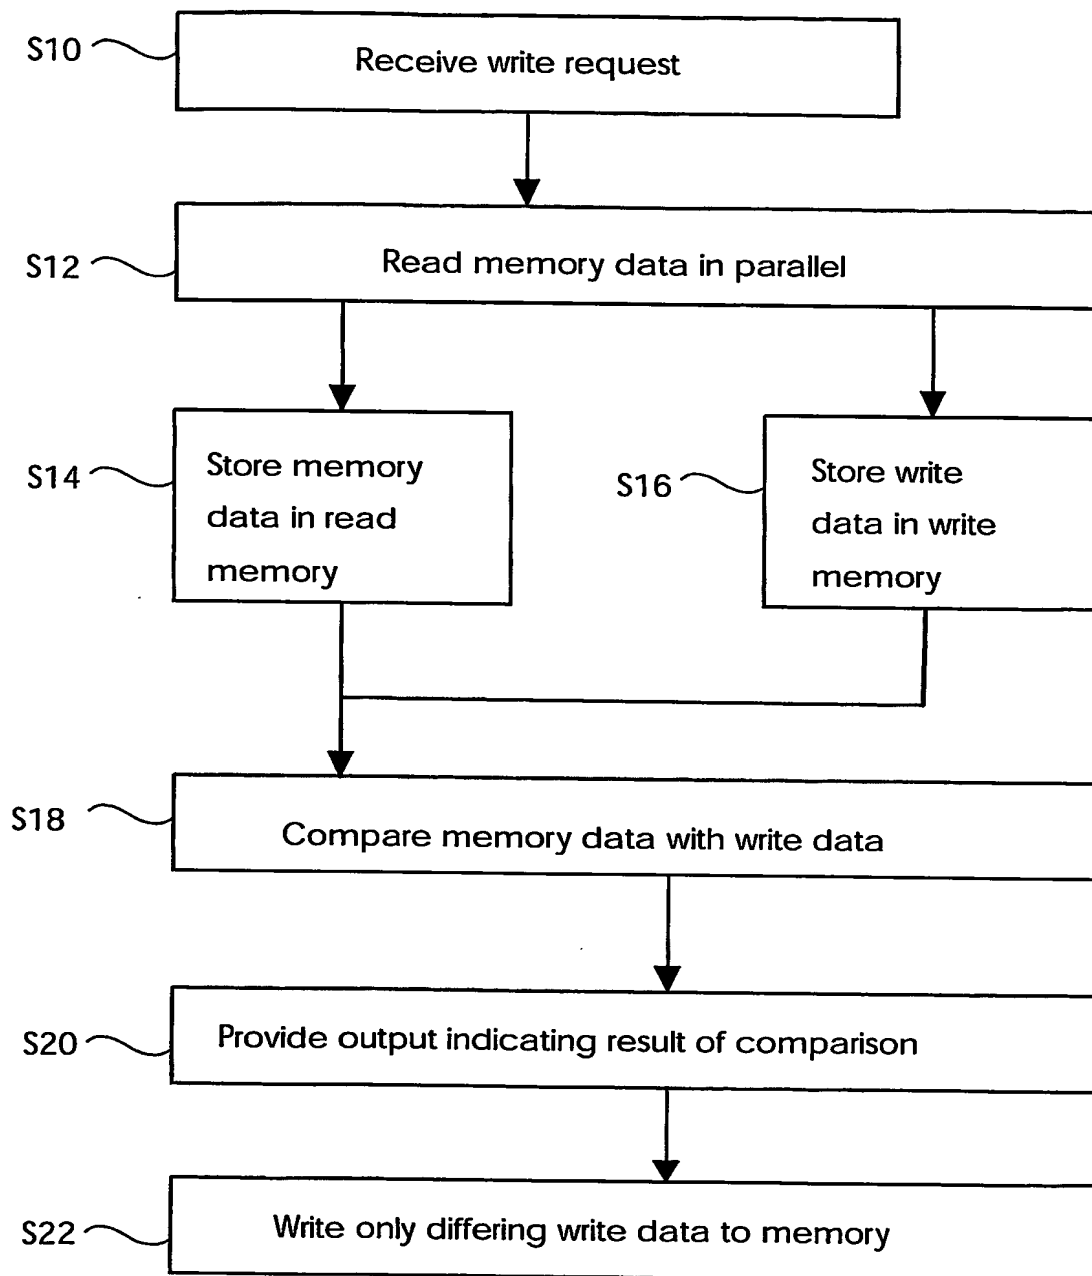 S10
Receive write request
S12
Read memory data in parallel
S14
Store memory
data in read
memory
S16
Store write
data in write
memory
S18
Compare memory data with write data
S20
Provide output indicating result of comparison
S22
Write only differing write data to memory